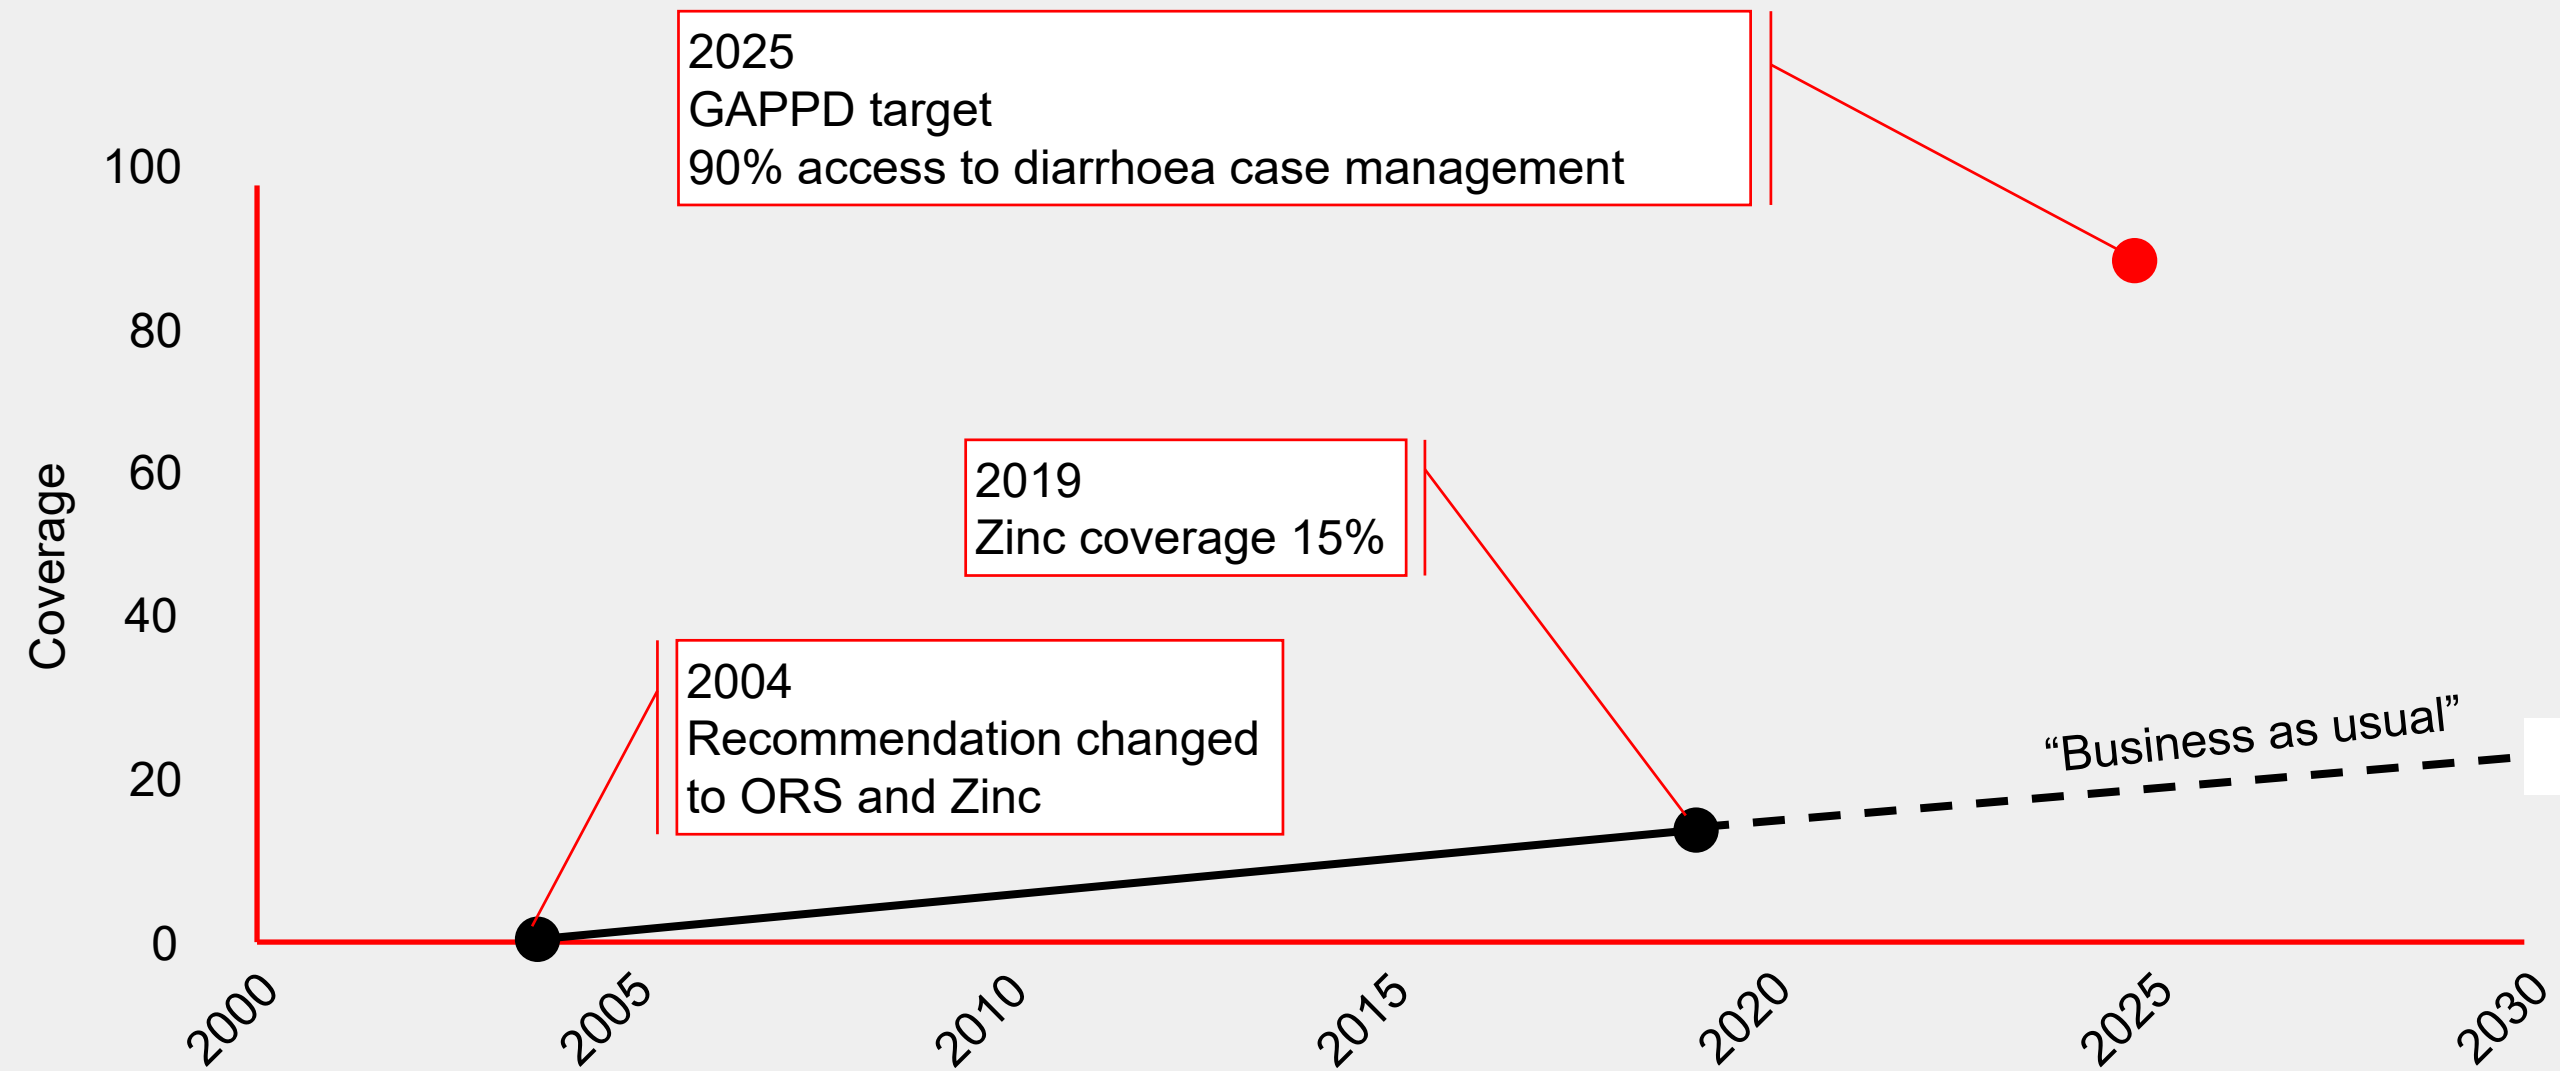 2025
GAPPD target
90% access to diarrhoea case management
100
80
60
40
20
0
Coverage
2019
Zinc coverage 15%
2004
Recommendation changed
to ORS and Zinc
“Business as usual”
2000
2005
2010
2015
2020
2025
2030